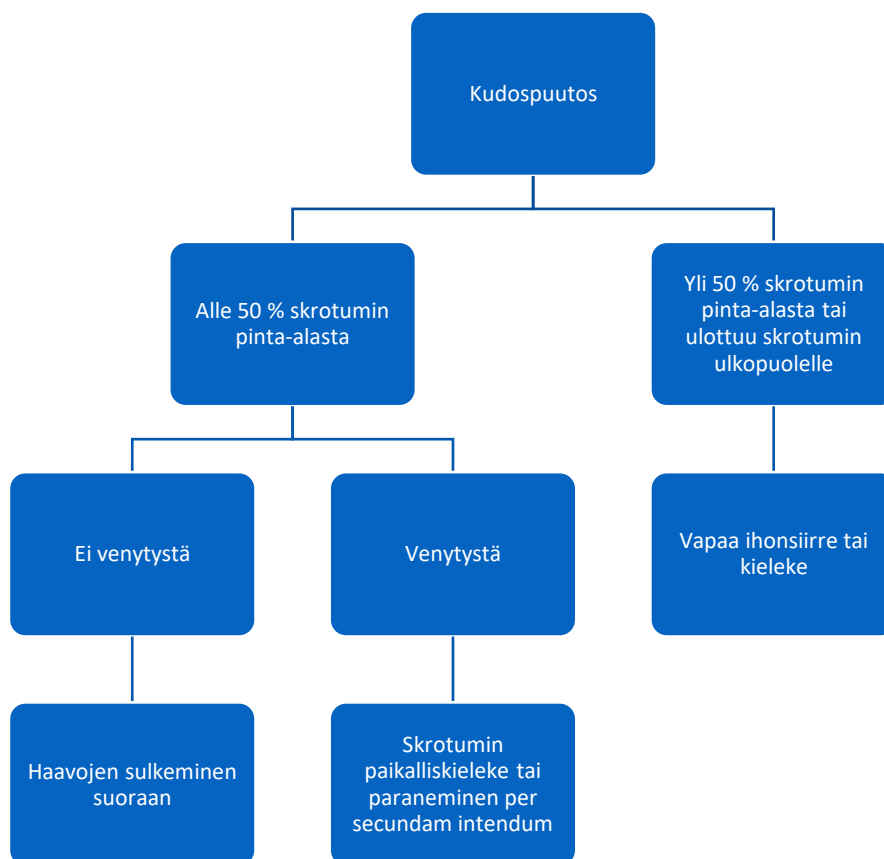 Kudospuutos
Alle 50 % skrotumin
pinta-alasta
Yli 50 % skrotumin
pinta-alasta tai
ulottuu skrotumin
ulkopuolelle
Ei venytystä
Venytystä
Vapaa ihonsiirre tai
kieleke
Haavojen sulkeminen
suoraan
Skrotumin
paikalliskieleke tai
paraneminen per
secundam intendum